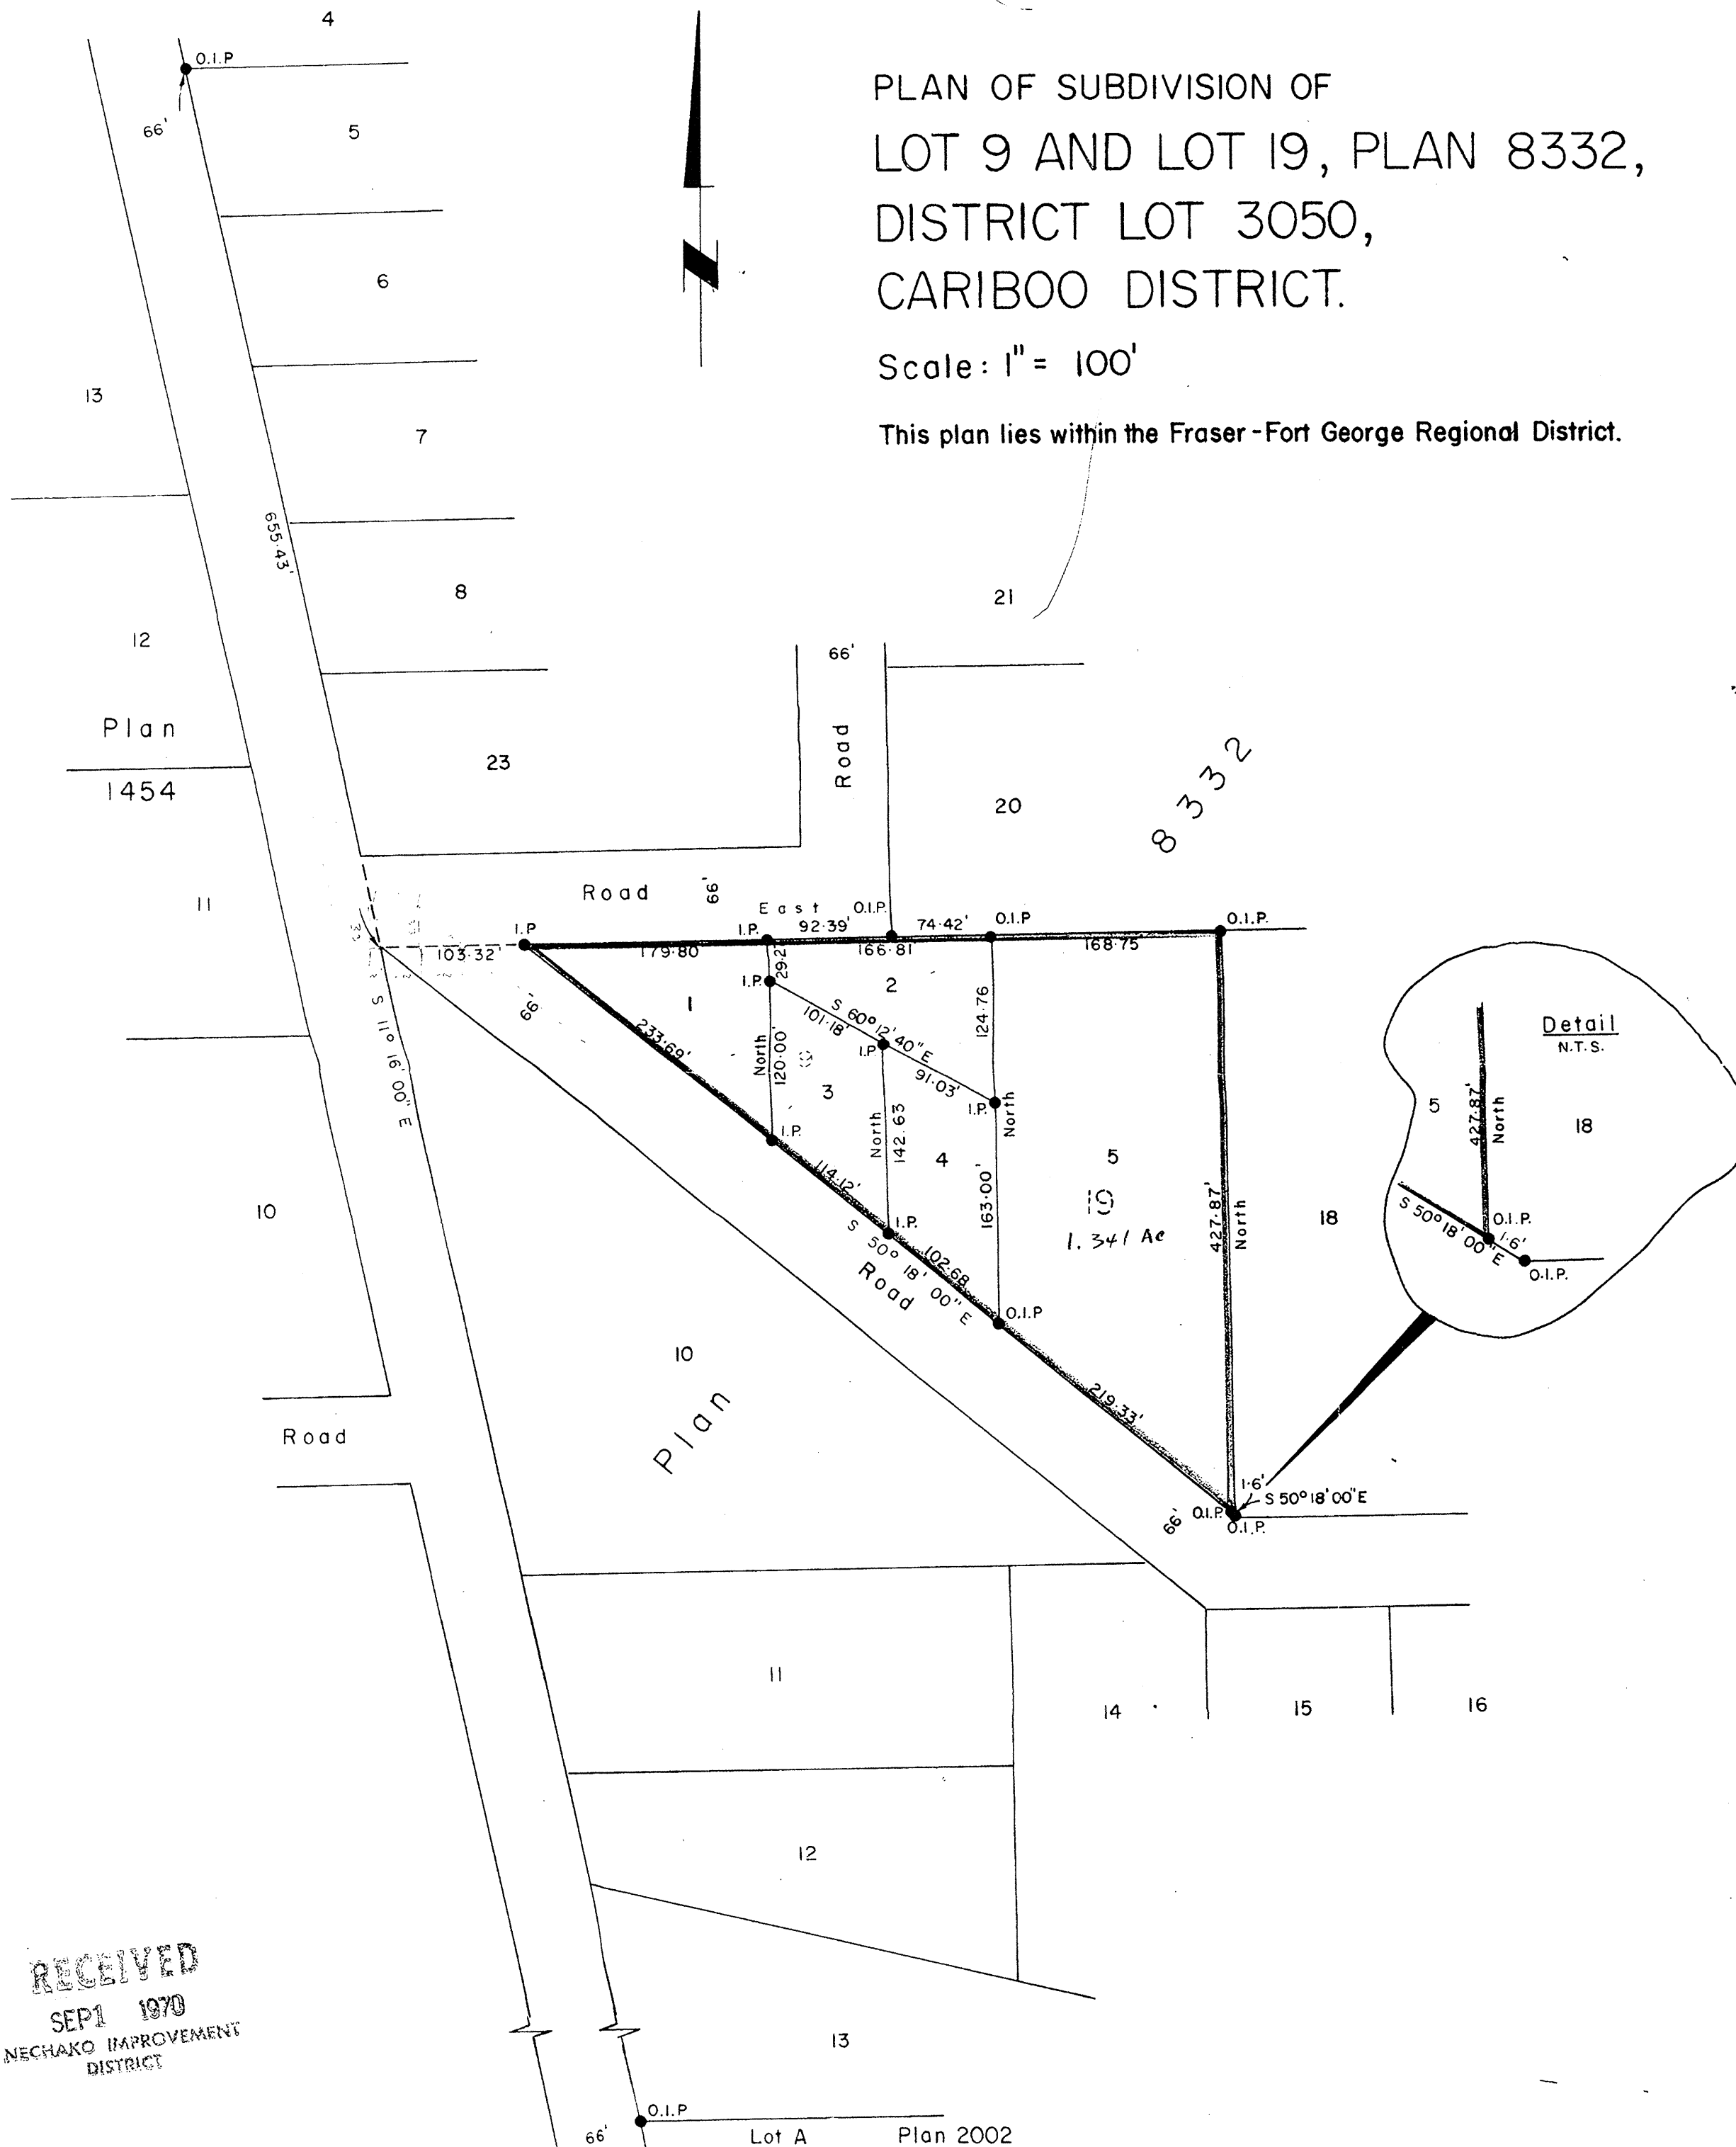 PLAN OF SUBDIVISION OF
LOT 9 AND LOT 19, PLAN 8332,
DISTRICT LOT 3050,
CARIBOO DISTRICT.
Scale: 1" = 100'
This plan lies within the Fraser-Fort George Regional District.
N
4
O.I.P
66'
5
6
13
7
655.43'
8
21
12
66'
Plan
1454
23
Road
20
8332
11
Road 66'
East O.I.P.
I.P I.P. 92.39' 74.42' O.I.P O.I.P.
103.32' 179.80 166.81 168.75
33
S 11° 16' 00" E
66'
1
I.P.
2
233.69'
North
120.00'
S 60° 12' 40" E
101.18'
I.P.
91.03'
124.76
I.P.
North
3
I.P.
North
142.63
4
5
19
1.341 Ac
163.00'
427.87'
North
18
114.12'
I.P.
S 50° 18' 00" E
102.68
Road
O.I.P
219.33'
10
10
Plan
Road
1.6'
S 50° 18' 00" E
O.I.P.
O.I.P.
66'
Detail
N.T.S.
5
427.87'
North
18
O.I.P.
S 50° 18' 00" E
1.6'
O.I.P.
11
14
15
16
12
RECEIVED
SEP 1 1970
NECHAKO IMPROVEMENT
DISTRICT
13
O.I.P
66'
Lot A Plan 2002